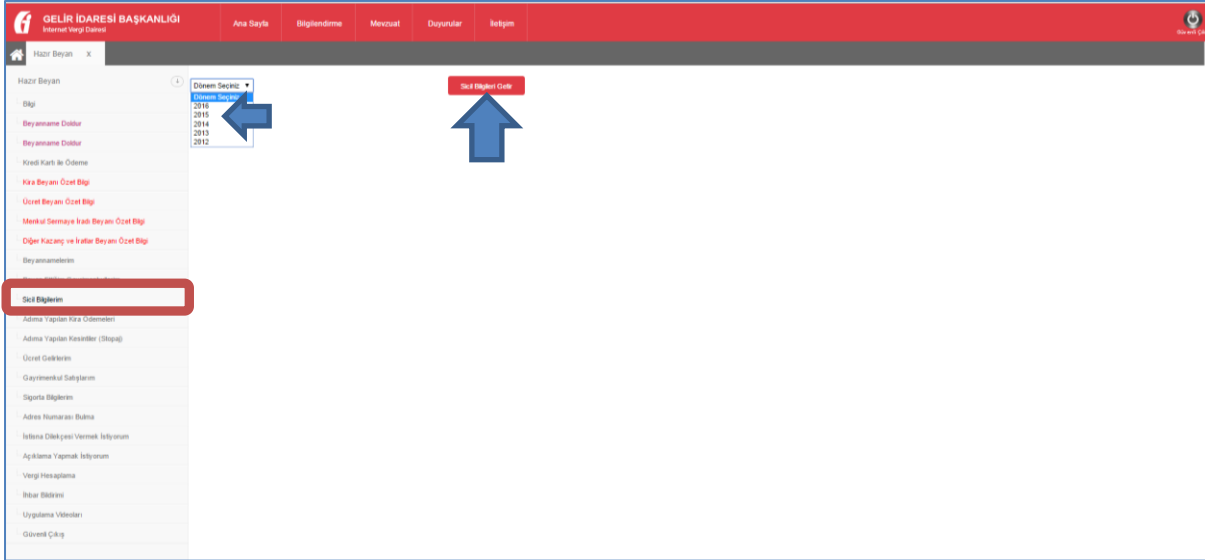 GELİR İDARESİ BAŞKANLIĞI
İnternet Vergi Dairesi
Ana Sayfa Bilgilendirme Mevzuat Duyurular İletişim
Güvenli
Hazır Beyan X
Hazır Beyan
Dönem Seçiniz
Sicil Bilgileri Getir
Dönem Seçiniz
2016
2015
2014
2013
2012
Bilgi
Beyanname Doldur
Beyanname Doldur
Kredi Kartı ile Ödeme
Kira Beyanı Özet Bilgi
Ücret Beyanı Özet Bilgi
Menkul Sermaye İradı Beyanı Özet Bilgi
Diğer Kazanç ve İratlar Beyanı Özet Bilgi
Beyannamelerim
Sicil Bilgilerim
Adıma Yapılan Kira Ödemeleri
Adıma Yapılan Kesintiler (Stopaj)
Ücret Gelirlerim
Gayrimenkul Satışlarım
Sigorta Bilgilerim
Adres Numarası Bulma
İstisna Dilekçesi Vermek İstiyorum
Açıklama Yapmak İstiyorum
Vergi Hesaplama
İhbar Bildirimi
Uygulama Videoları
Güvenli Çıkış